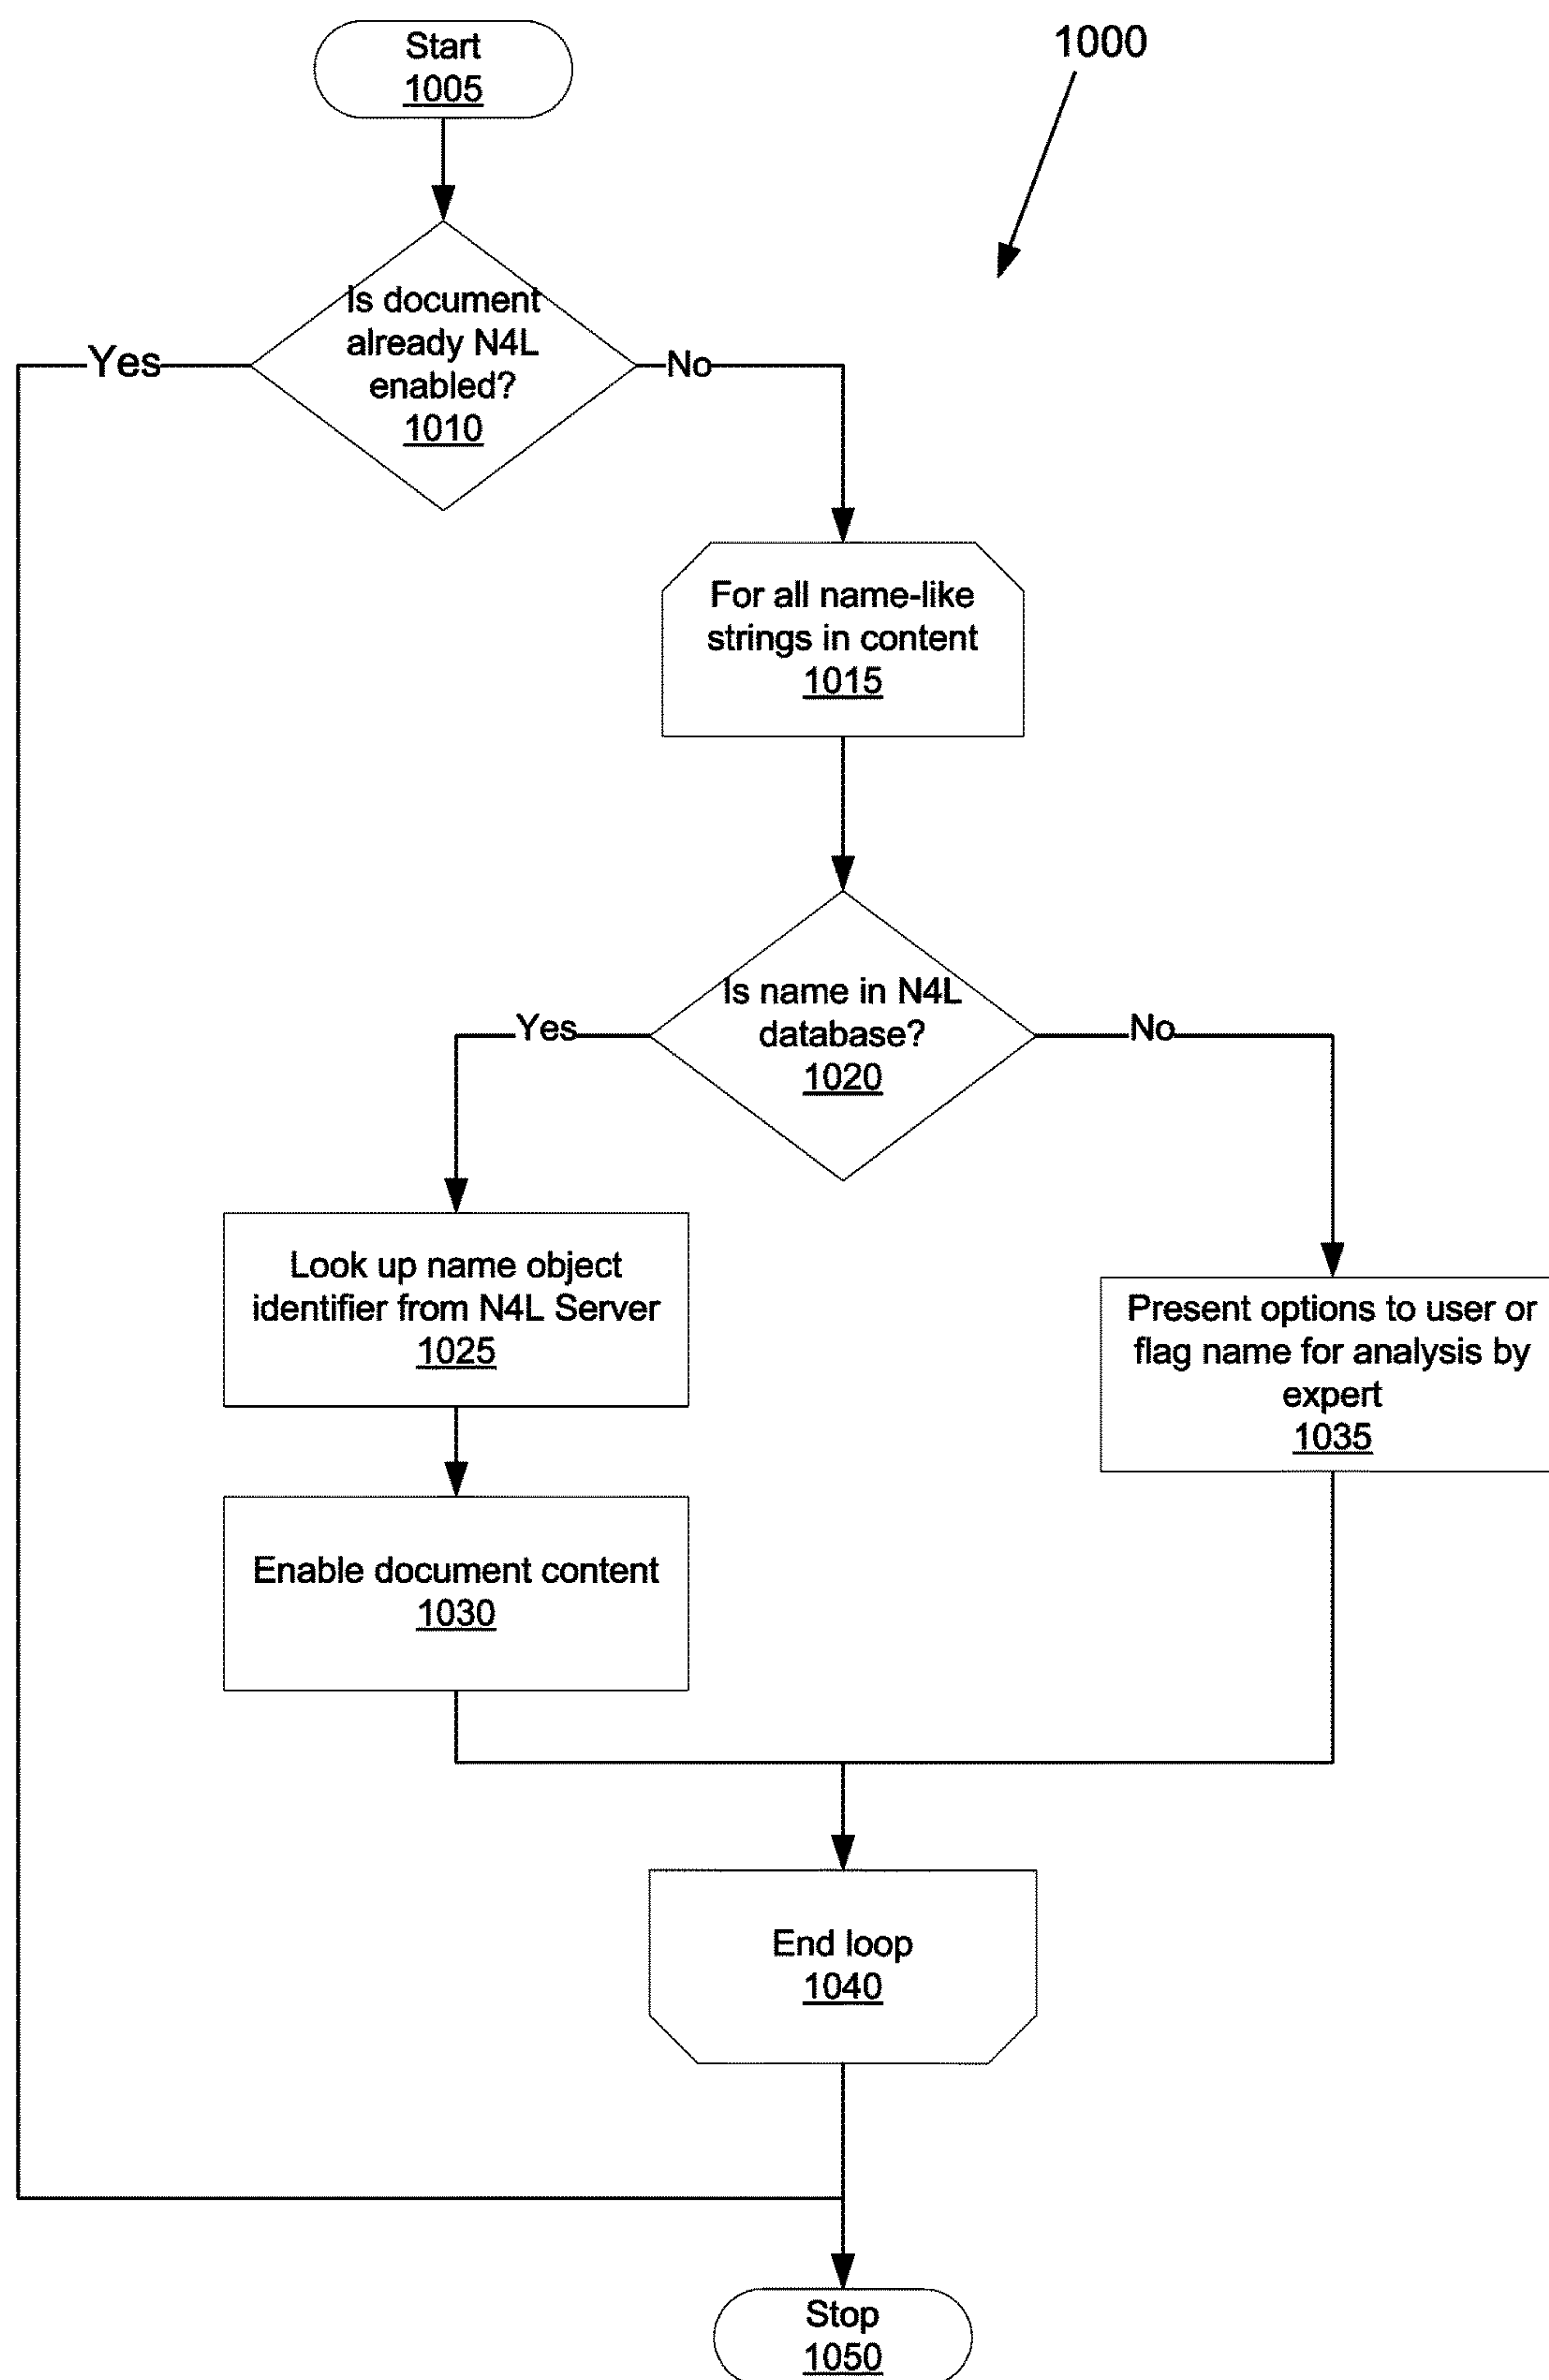 Start
1005
1000
Is document
already N4L
enabled?
1010
Yes
No
For all name-like
strings in content
1015
Is name in N4L
database?
1020
Yes
No
Look up name object
identifier from N4L Server
1025
Present options to user or
flag name for analysis by
expert
1035
Enable document content
1030
End loop
1040
Stop
1050